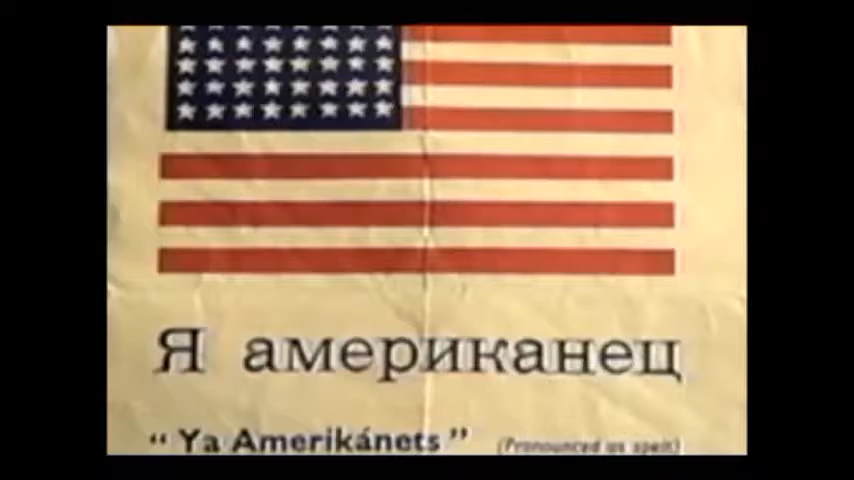 Я американец
“ Ya Amerikánets ” (Pronounced as spelt)